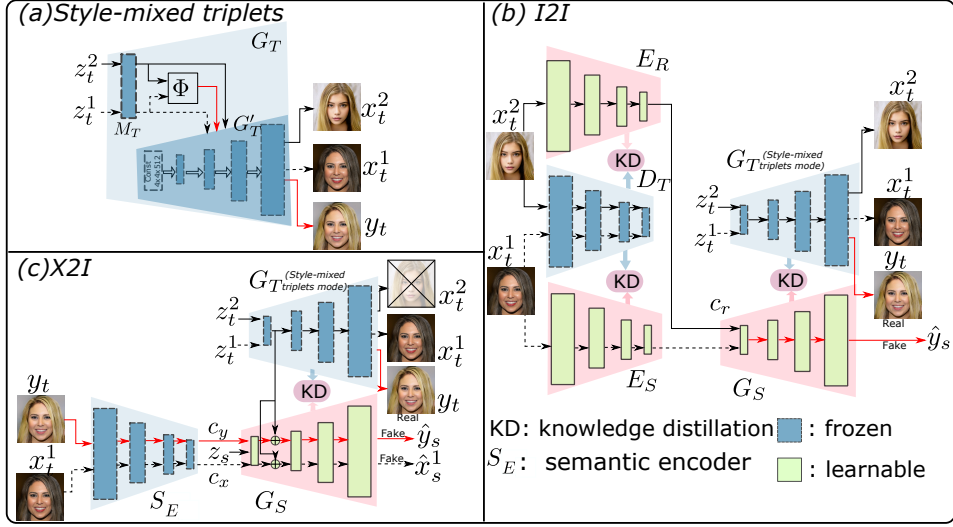 (a)Style-mixed triplets
G_T
z_t^2
Φ
z_t^1
M_T
G'_T
Const 4x4x512
x_t^2
x_t^1
y_t
(b) I2I
E_R
x_t^2
x_t^2
KD
D_T
G_T (Style-mixed triplets mode)
z_t^2
z_t^1
x_t^1
x_t^1
y_t
KD
KD
c_r
Real
Fake
ŷ_s
E_S
G_S
KD: knowledge distillation
: frozen
S_E: semantic encoder
: learnable
(c)X2I
G_T (Style-mixed triplets mode)
z_t^2
z_t^1
x_t^2
x_t^1
KD
y_t
y_t
Real
Fake
ŷ_s
c_y
z_s
x_t^1
Fake
x̂_s^1
c_x
S_E
G_S